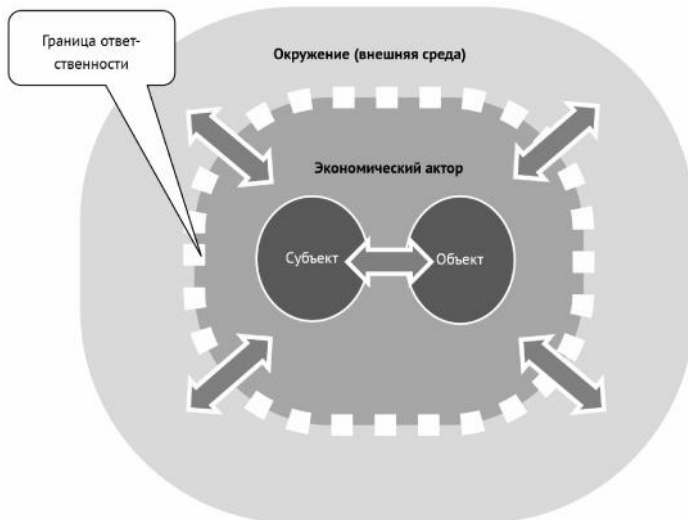 Граница ответ-
ственности
Окружение (внешняя среда)
Экономический актор
Субъект
Объект